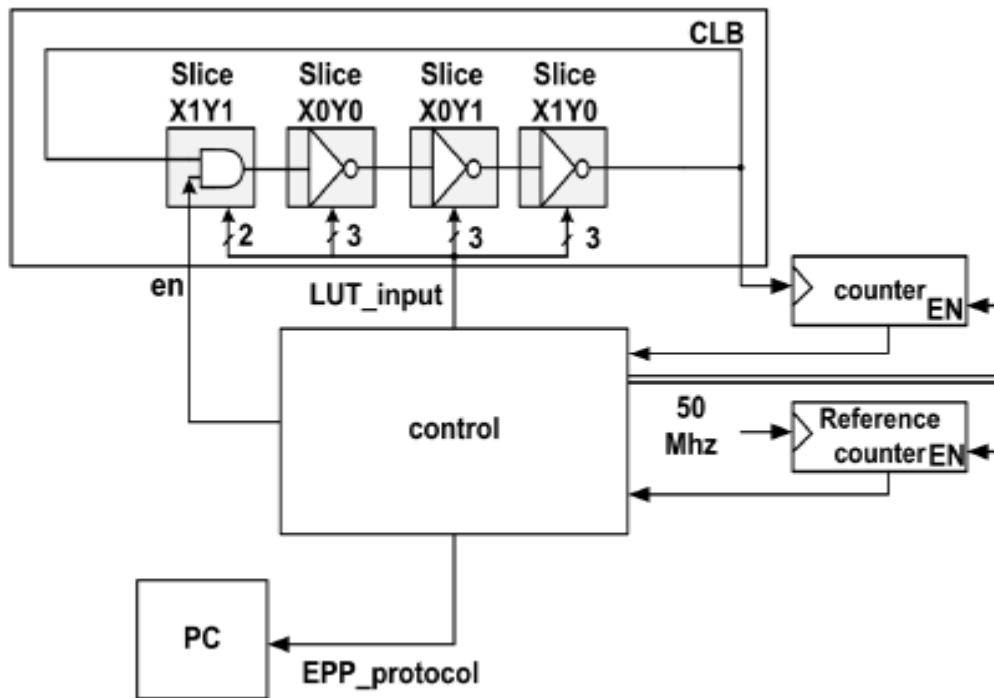 CLB
Slice
X1Y1
Slice
X0Y0
Slice
X0Y1
Slice
X1Y0
2
3
3
3
en
LUT_input
counter
EN
control
50
Mhz
Reference
counter EN
PC
EPP_protocol